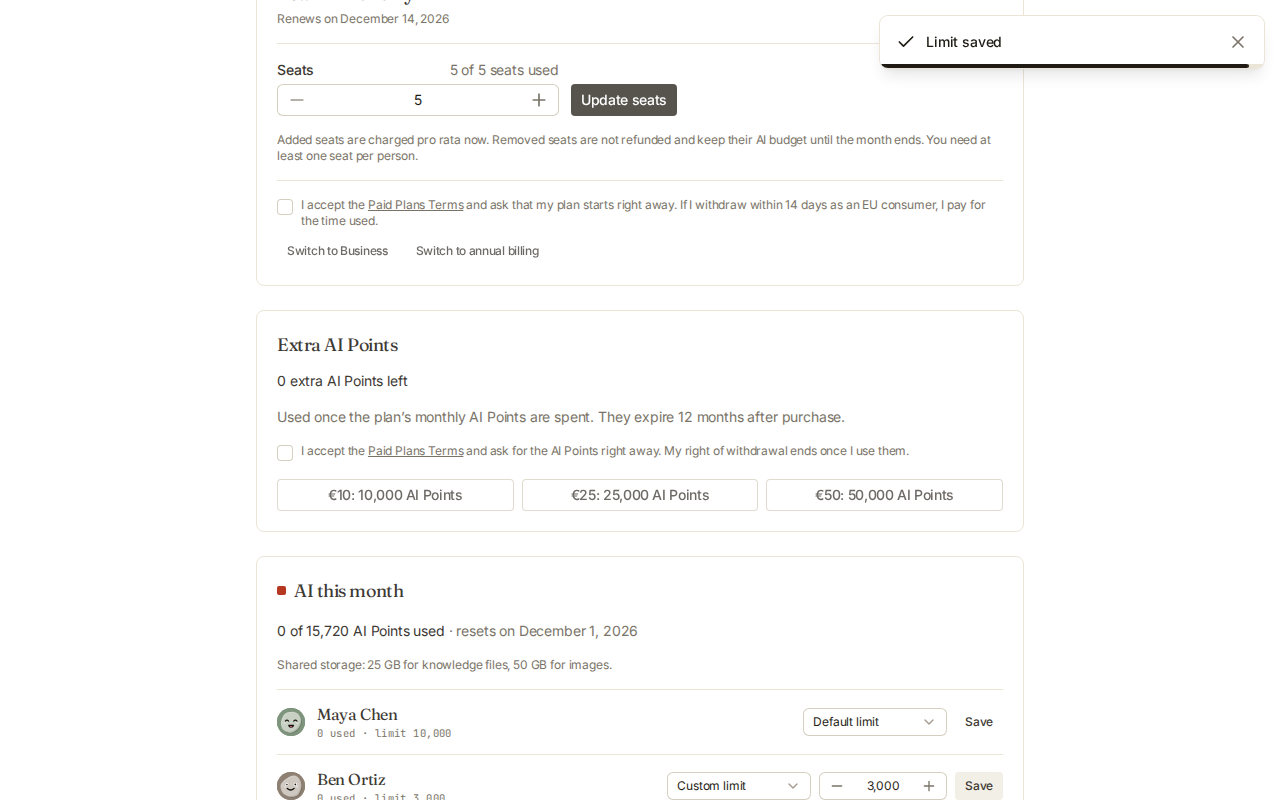 Renews on December 14, 2026
Limit saved
Seats
5 of 5 seats used
5
Update seats
Added seats are charged pro rata now. Removed seats are not refunded and keep their AI budget until the month ends. You need at
least one seat per person.
I accept the Paid Plans Terms and ask that my plan starts right away. If I withdraw within 14 days as an EU consumer, I pay for
the time used.
Switch to Business
Switch to annual billing
Extra AI Points
0 extra AI Points left
Used once the plan’s monthly AI Points are spent. They expire 12 months after purchase.
I accept the Paid Plans Terms and ask for the AI Points right away. My right of withdrawal ends once I use them.
€10: 10,000 AI Points
€25: 25,000 AI Points
€50: 50,000 AI Points
AI this month
0 of 15,720 AI Points used · resets on December 1, 2026
Shared storage: 25 GB for knowledge files, 50 GB for images.
Maya Chen
0 used · limit 10,000
Default limit
Save
Ben Ortiz
0 used · limit 3,000
Custom limit
3,000
Save